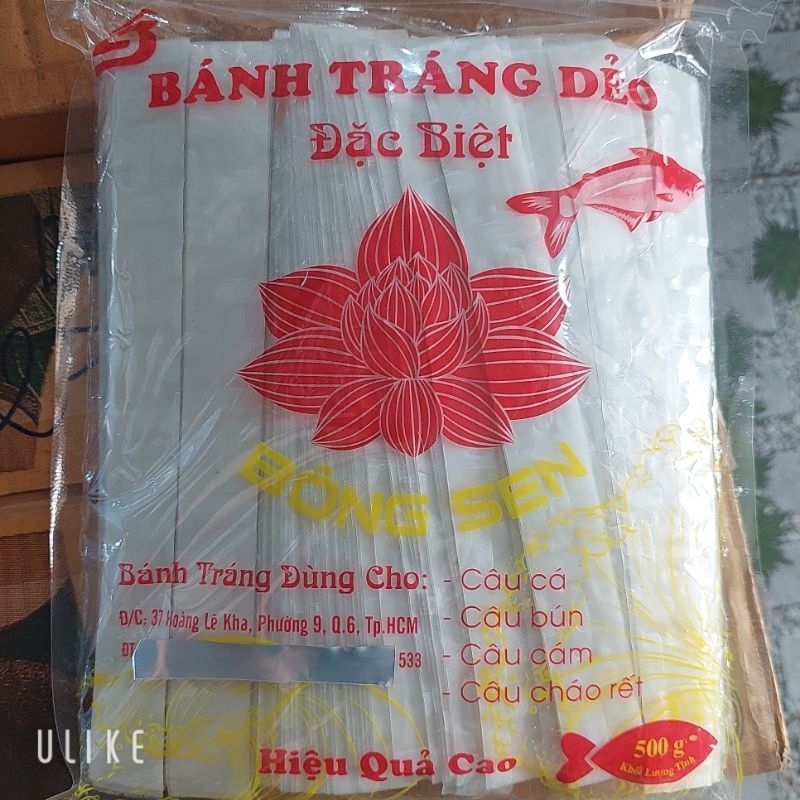 BÁNH TRÁNG DẺO
Đặc Biệt
BÔNG SEN
Bánh Tráng Dùng Cho:
- Câu cá
- Câu bún
- Câu cám
- Câu cháo rết
Đ/C: 37 Hoàng Lê Kha, Phường 9, Q.6, Tp.HCM
ĐT 533
Hiệu Quả Cao
500 g
Khối Lượng Tịnh
ULIKE